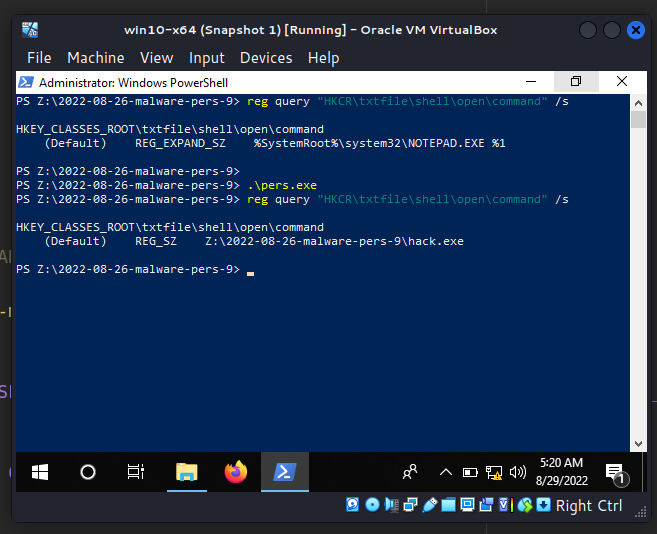 win10-x64 (Snapshot 1) [Running] - Oracle VM VirtualBox
File Machine View Input Devices Help
Administrator: Windows PowerShell
PS Z:\2022-08-26-malware-pers-9> reg query "HKCR\txtfile\shell\open\command" /s
HKEY_CLASSES_ROOT\txtfile\shell\open\command
(Default) REG_EXPAND_SZ %SystemRoot%\system32\NOTEPAD.EXE %1
PS Z:\2022-08-26-malware-pers-9>
PS Z:\2022-08-26-malware-pers-9> .\pers.exe
PS Z:\2022-08-26-malware-pers-9> reg query "HKCR\txtfile\shell\open\command" /s
HKEY_CLASSES_ROOT\txtfile\shell\open\command
(Default) REG_SZ Z:\2022-08-26-malware-pers-9\hack.exe
PS Z:\2022-08-26-malware-pers-9>
5:20 AM
8/29/2022
1
Right Ctrl